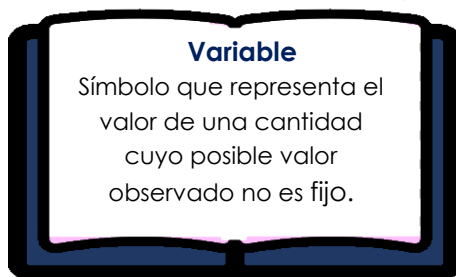 Variable
Símbolo que representa el
valor de una cantidad
cuyo posible valor
observado no es fijo.